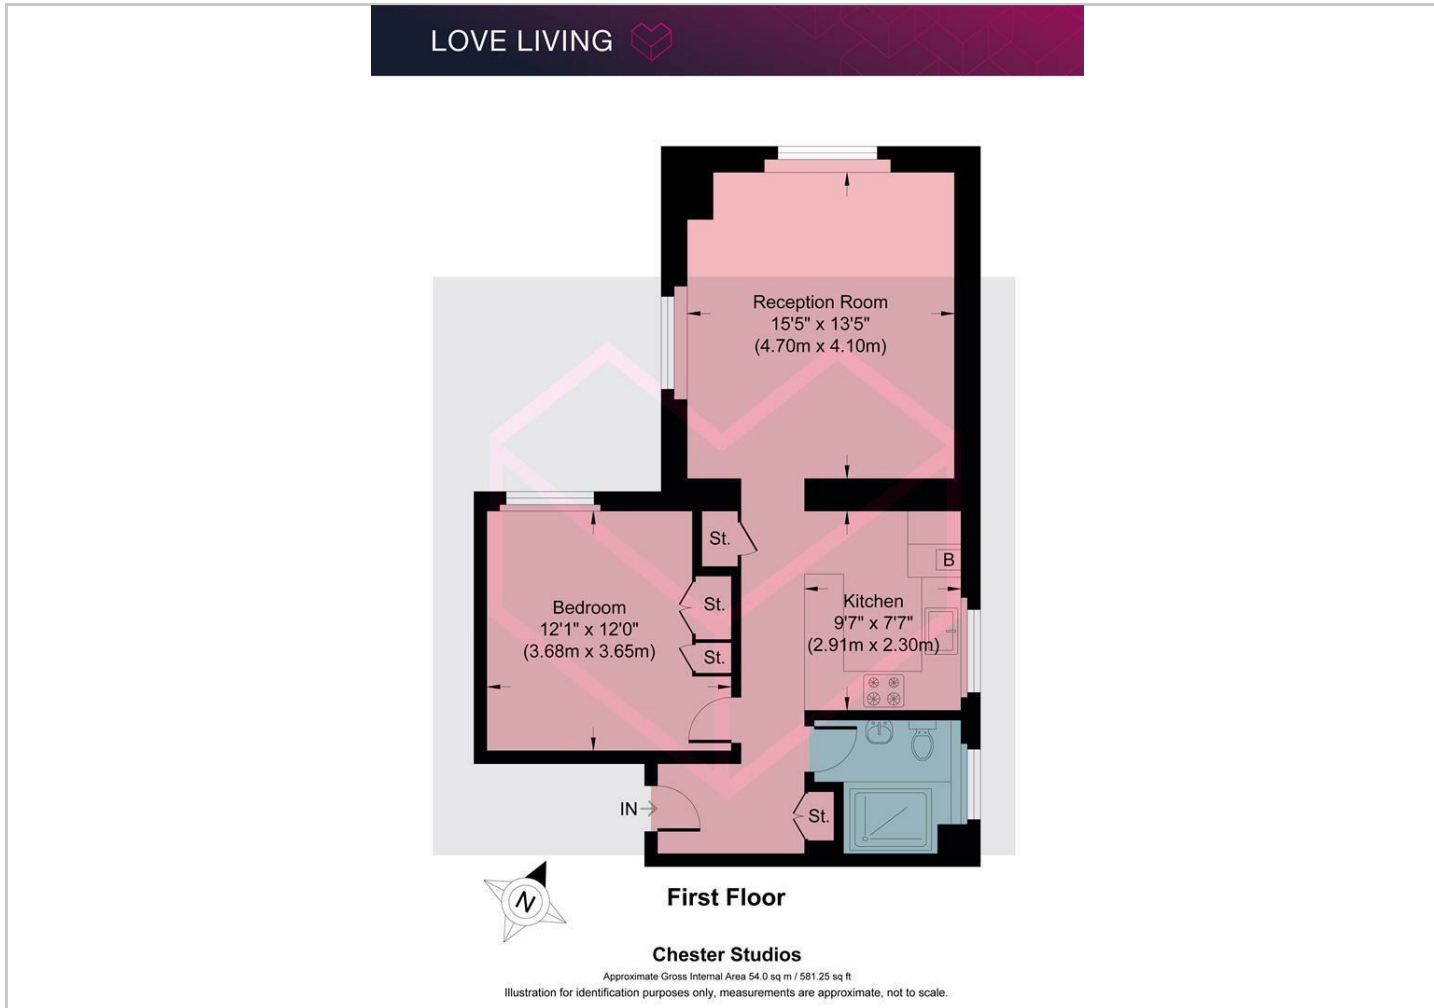 LOVE LIVING
Reception Room
15'5" x 13'5"
(4.70m x 4.10m)
St.
B
St.
Kitchen
9'7" x 7'7"
(2.91m x 2.30m)
Bedroom
12'1" x 12'0"
(3.68m x 3.65m)
St.
IN
St.
N
First Floor
Chester Studios
Approximate Gross Internal Area 54.0 sq m / 581.25 sq ft
Illustration for identification purposes only, measurements are approximate, not to scale.